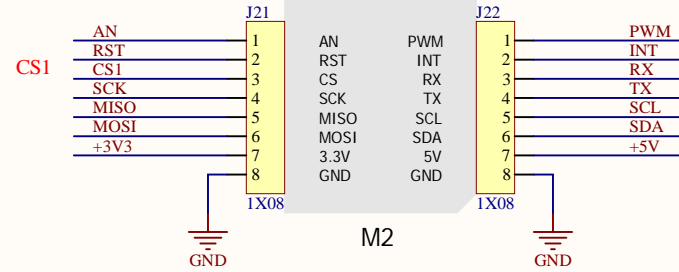 J21 J22
AN 1 AN PWM 1 PWM
RST 2 RST INT 2 INT
CS1 CS1 3 CS RX 3 RX
SCK 4 SCK TX 4 TX
MISO 5 MISO SCL 5 SCL
MOSI 6 MOSI SDA 6 SDA
+3V3 7 3.3V 5V 7 +5V
8 GND GND 8
1X08 1X08
M2
GND GND